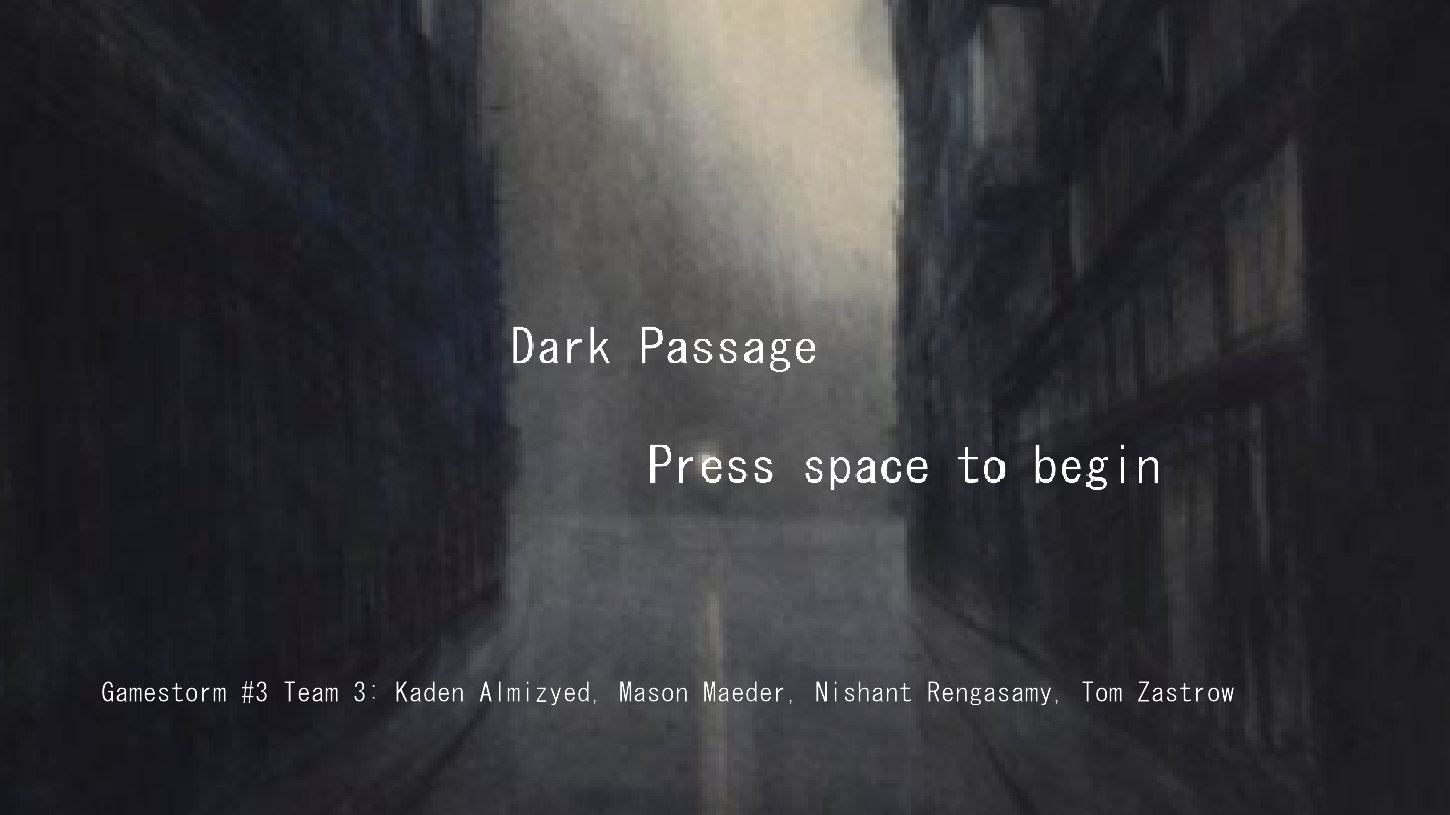 Dark Passage
Press space to begin
Gamestorm #3 Team 3: Kaden Almizyed, Mason Maeder, Nishant Rengasamy, Tom Zastrow